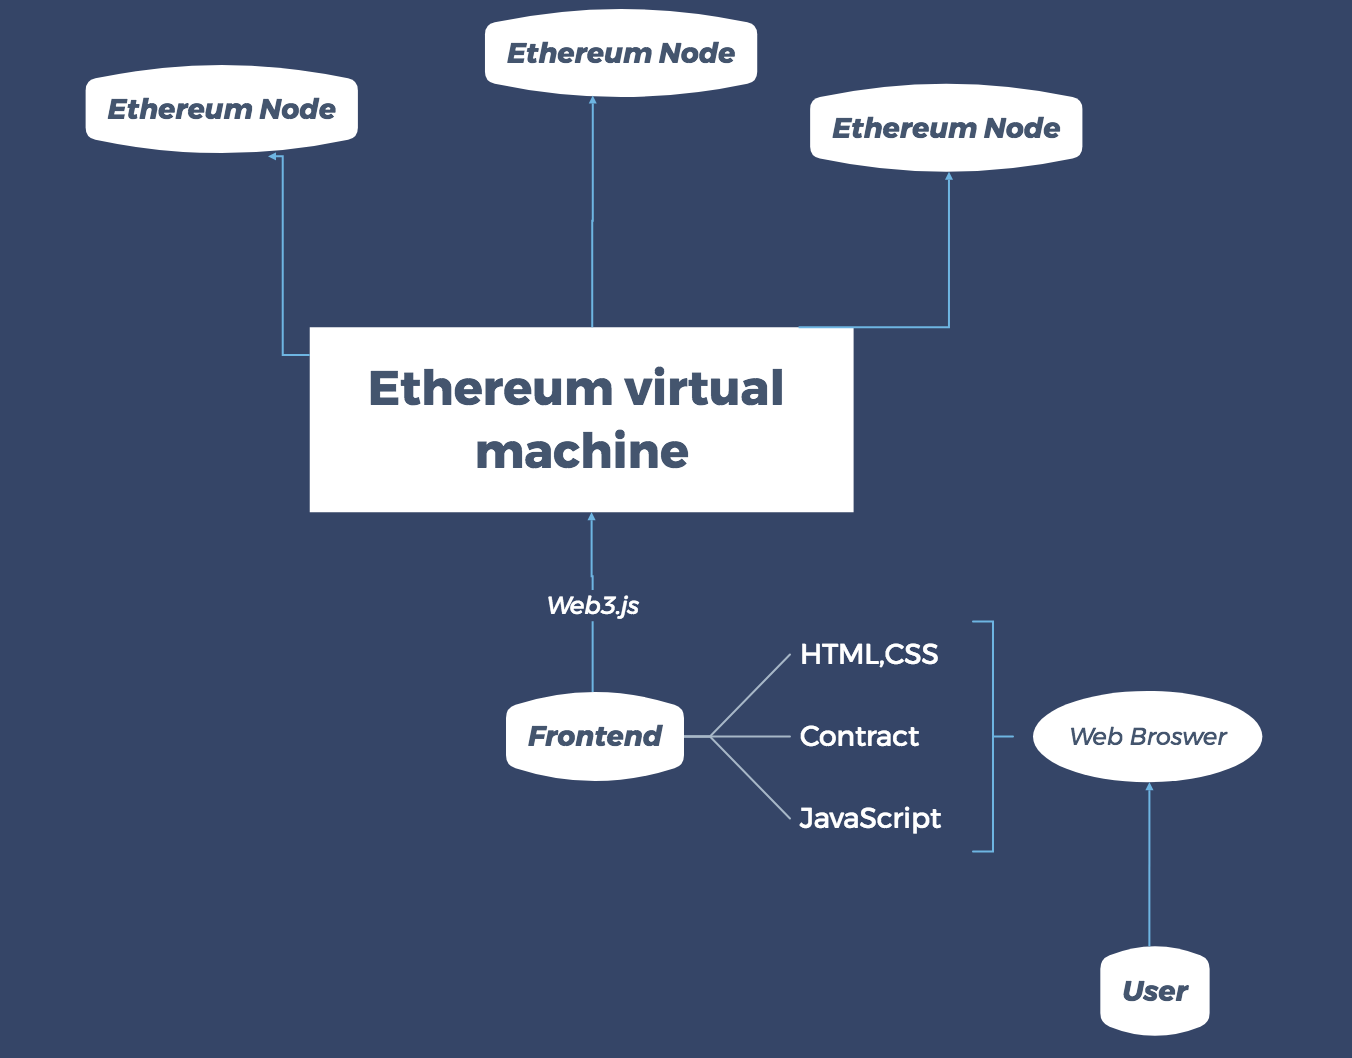 Ethereum Node
Ethereum Node
Ethereum Node
Ethereum virtual
machine
Web3.js
HTML,CSS
Frontend
Contract
Web Broswer
JavaScript
User